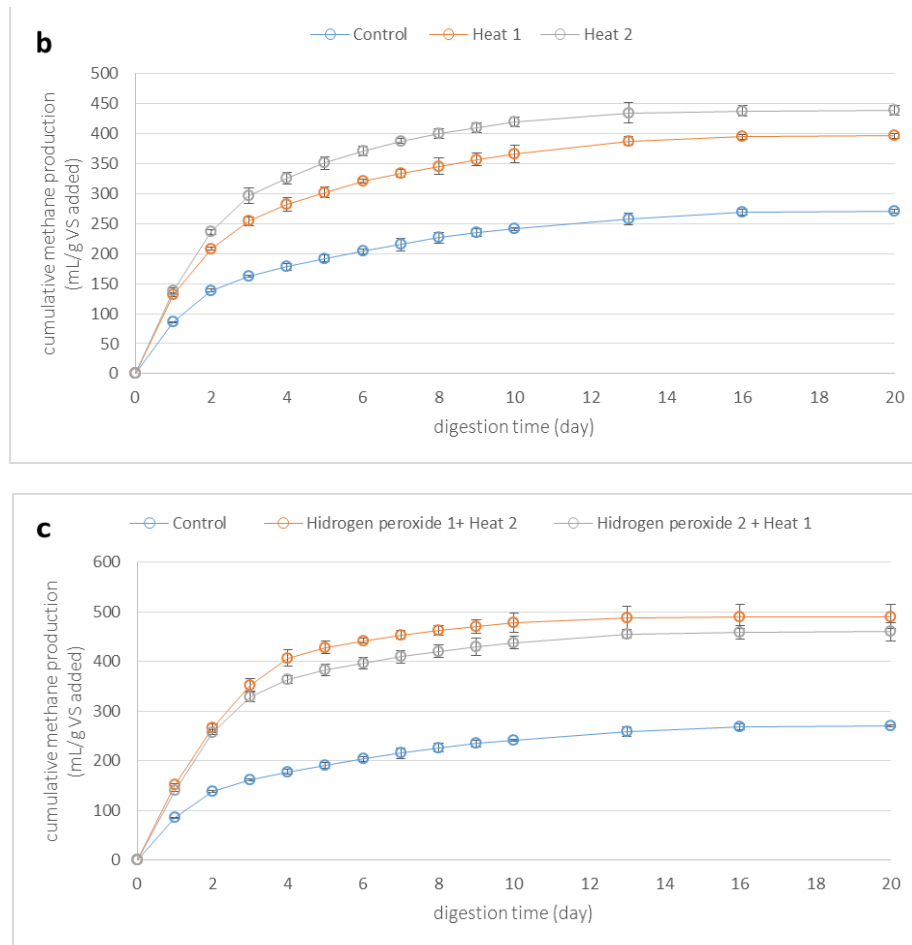 b
Control Heat 1 Heat 2
500
450
400
350
300
250
200
150
100
50
0
0 2 4 6 8 10 12 14 16 18 20
cumulative methane production
(mL/g VS added)
digestion time (day)
c
Control Hidrogen peroxide 1+ Heat 2 Hidrogen peroxide 2 + Heat 1
600
500
400
300
200
100
0
0 2 4 6 8 10 12 14 16 18 20
cumulative methane production
(mL/g VS added)
digestion time (day)